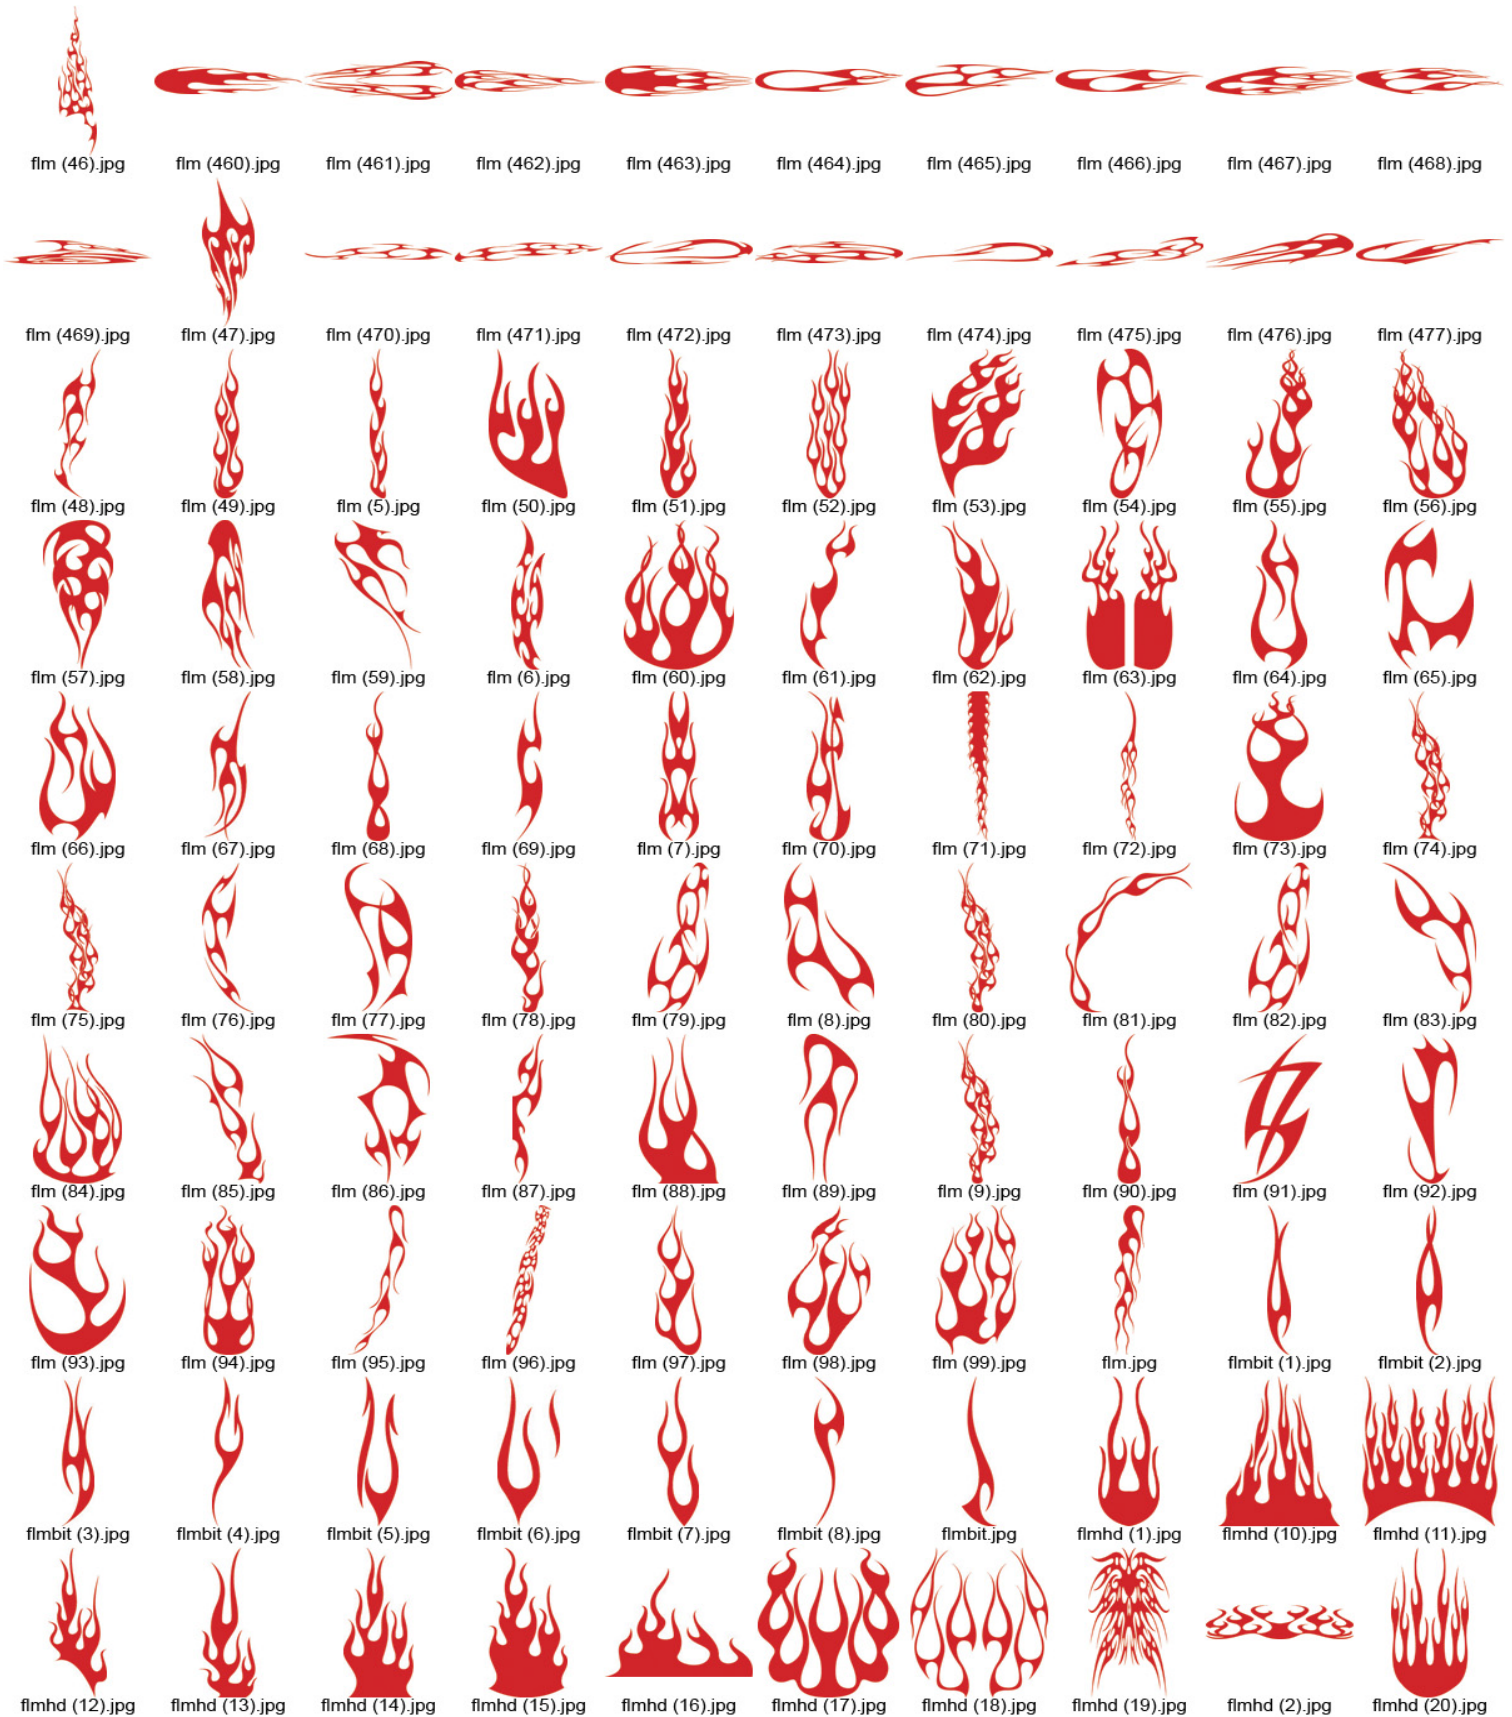 flm (46).jpg flm (460).jpg flm (461).jpg flm (462).jpg flm (463).jpg flm (464).jpg flm (465).jpg flm (466).jpg flm (467).jpg flm (468).jpg
flm (469).jpg flm (47).jpg flm (470).jpg flm (471).jpg flm (472).jpg flm (473).jpg flm (474).jpg flm (475).jpg flm (476).jpg flm (477).jpg
flm (48).jpg flm (49).jpg flm (5).jpg flm (50).jpg flm (51).jpg flm (52).jpg flm (53).jpg flm (54).jpg flm (55).jpg flm (56).jpg
flm (57).jpg flm (58).jpg flm (59).jpg flm (6).jpg flm (60).jpg flm (61).jpg flm (62).jpg flm (63).jpg flm (64).jpg flm (65).jpg
flm (66).jpg flm (67).jpg flm (68).jpg flm (69).jpg flm (7).jpg flm (70).jpg flm (71).jpg flm (72).jpg flm (73).jpg flm (74).jpg
flm (75).jpg flm (76).jpg flm (77).jpg flm (78).jpg flm (79).jpg flm (8).jpg flm (80).jpg flm (81).jpg flm (82).jpg flm (83).jpg
flm (84).jpg flm (85).jpg flm (86).jpg flm (87).jpg flm (88).jpg flm (89).jpg flm (9).jpg flm (90).jpg flm (91).jpg flm (92).jpg
flm (93).jpg flm (94).jpg flm (95).jpg flm (96).jpg flm (97).jpg flm (98).jpg flm (99).jpg flm.jpg flmbit (1).jpg flmbit (2).jpg
flmbit (3).jpg flmbit (4).jpg flmbit (5).jpg flmbit (6).jpg flmbit (7).jpg flmbit (8).jpg flmbit.jpg flmhd (1).jpg flmhd (10).jpg flmhd (11).jpg
flmhd (12).jpg flmhd (13).jpg flmhd (14).jpg flmhd (15).jpg flmhd (16).jpg flmhd (17).jpg flmhd (18).jpg flmhd (19).jpg flmhd (2).jpg flmhd (20).jpg